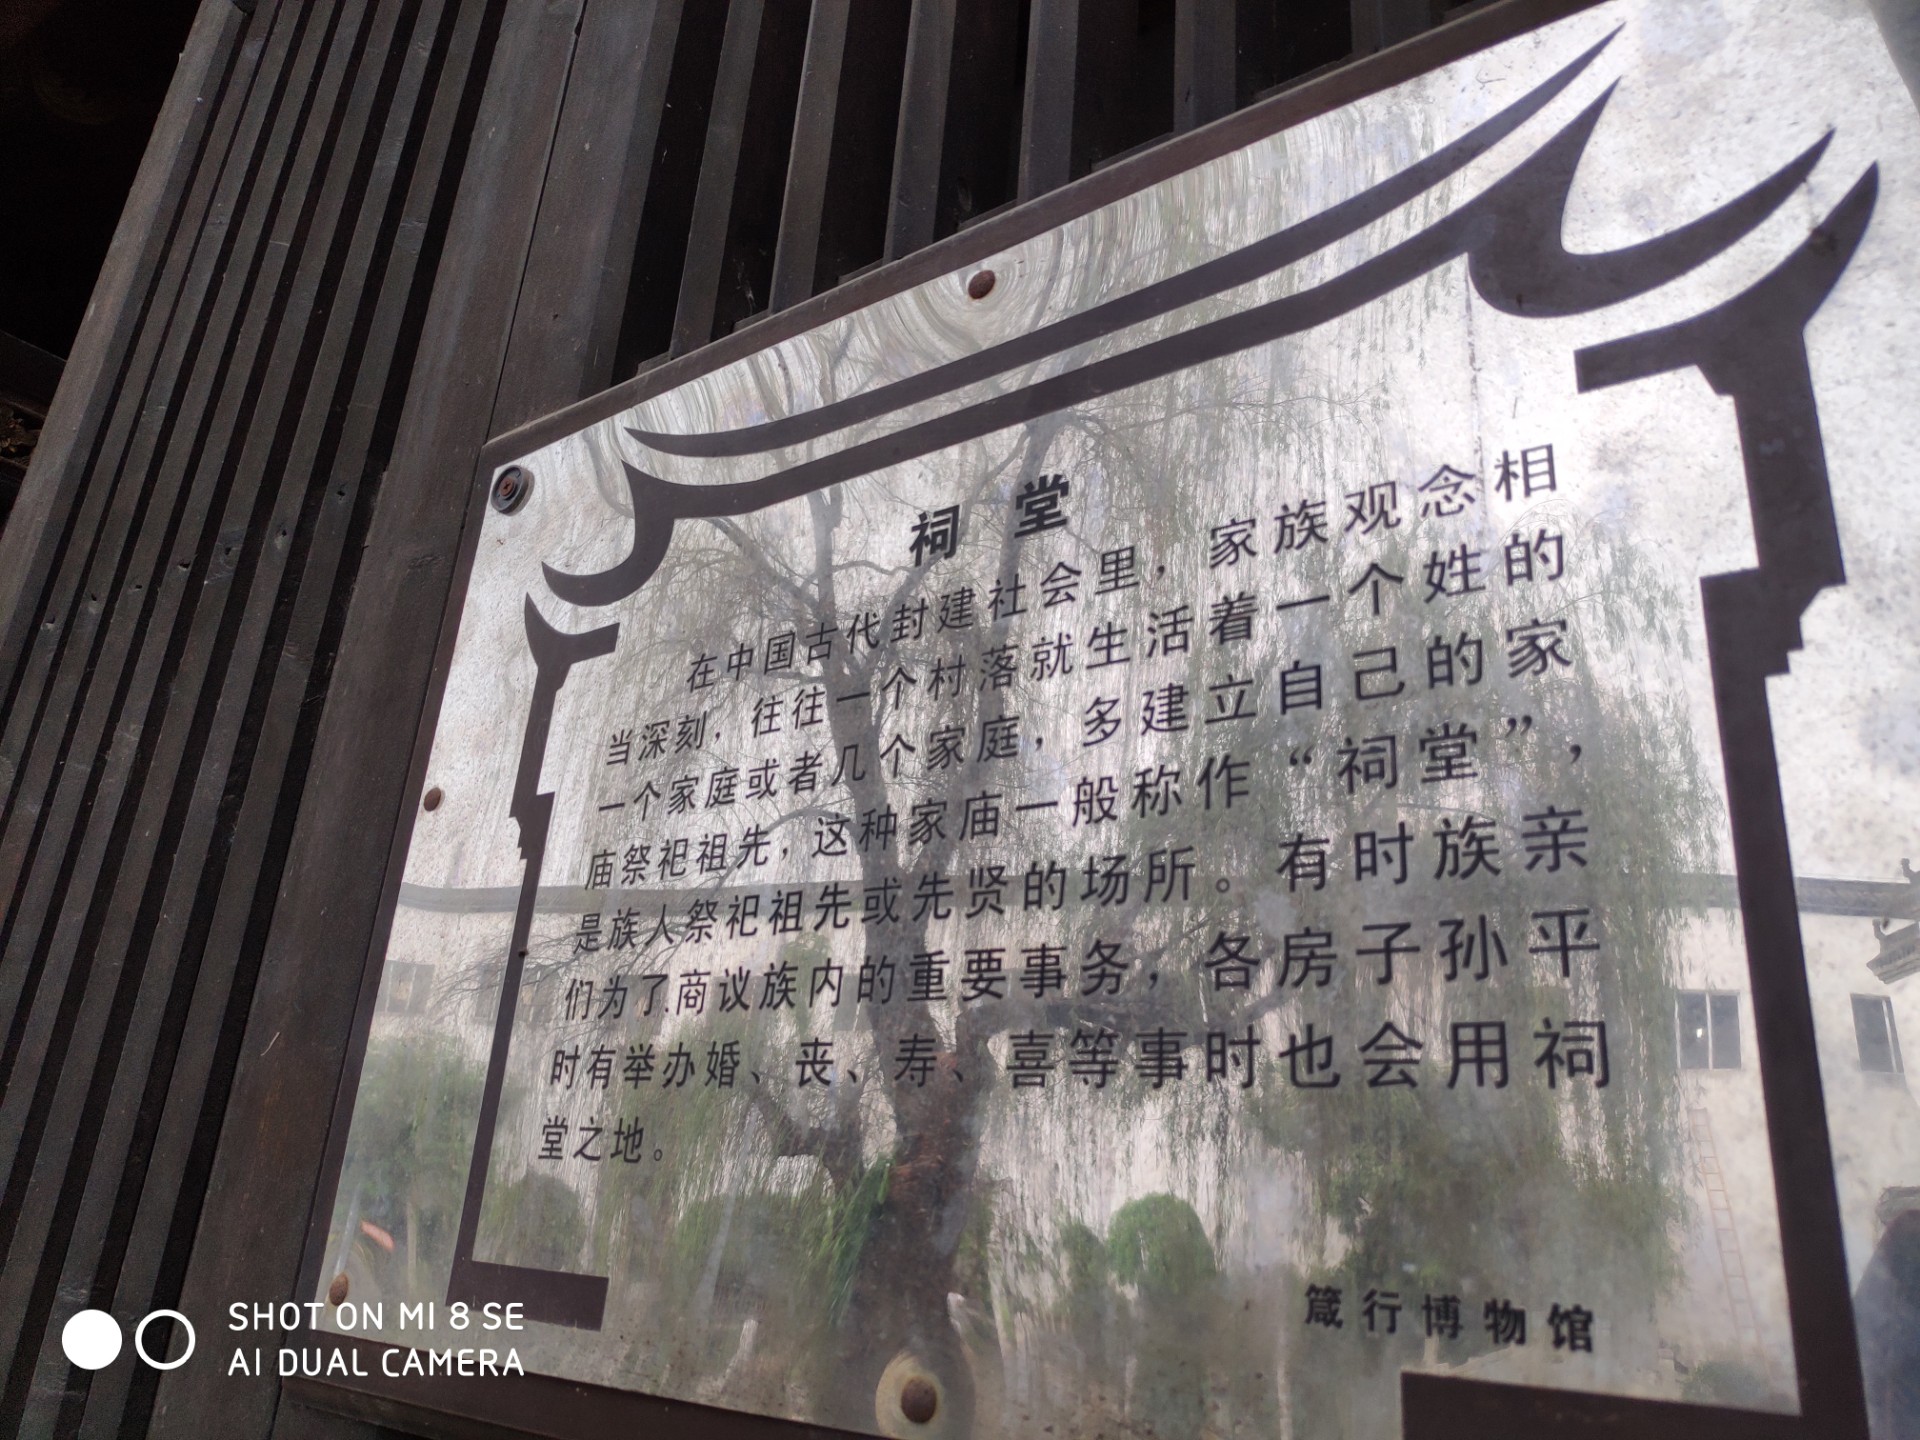 祠堂
在中国古代封建社会里，家族观念相
当深刻，往往一个村落就生活着一个姓的
一个家庭或者几个家庭，多建立自己的家
庙祭祀祖先，这种家庙一般称作“祠堂”，
是族人祭祀祖先或先贤的场所。有时族亲
们为了商议族内的重要事务，各房子孙平
时有举办婚、丧、寿、喜等事时也会用祠
堂之地。
箴行博物馆
SHOT ON MI 8 SE
AI DUAL CAMERA